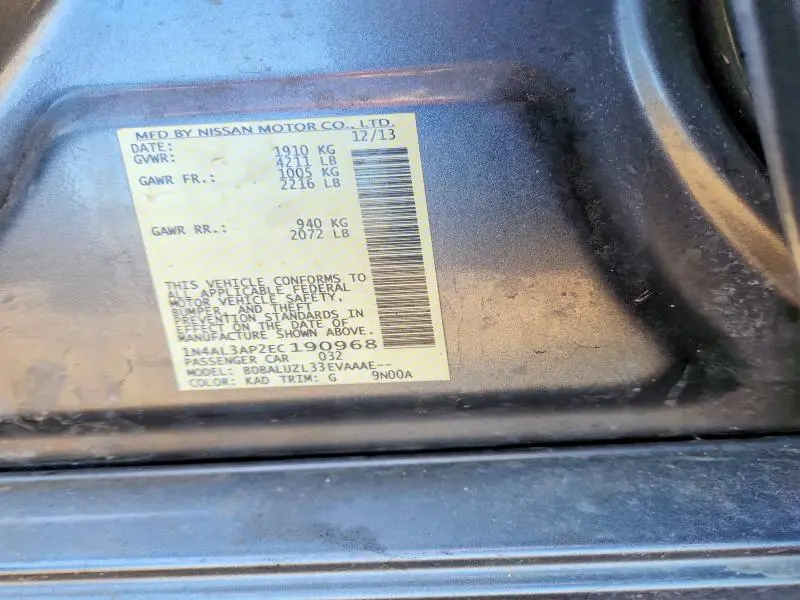 MFD BY NISSAN MOTOR CO., LTD.
DATE: 12/13
GVWR: 1910 KG
4211 LB
GAWR FR.: 1005 KG
2216 LB
GAWR RR.: 940 KG
2072 LB
THIS VEHICLE CONFORMS TO
ALL APPLICABLE FEDERAL
MOTOR VEHICLE SAFETY,
BUMPER, AND THEFT
PREVENTION STANDARDS IN
EFFECT ON THE DATE OF
MANUFACTURE SHOWN ABOVE.
1N4AL3AP2EC190968
PASSENGER CAR 032
MODEL: BDBALUZL33EVAAAE--
COLOR: KAD TRIM: G 9N00A